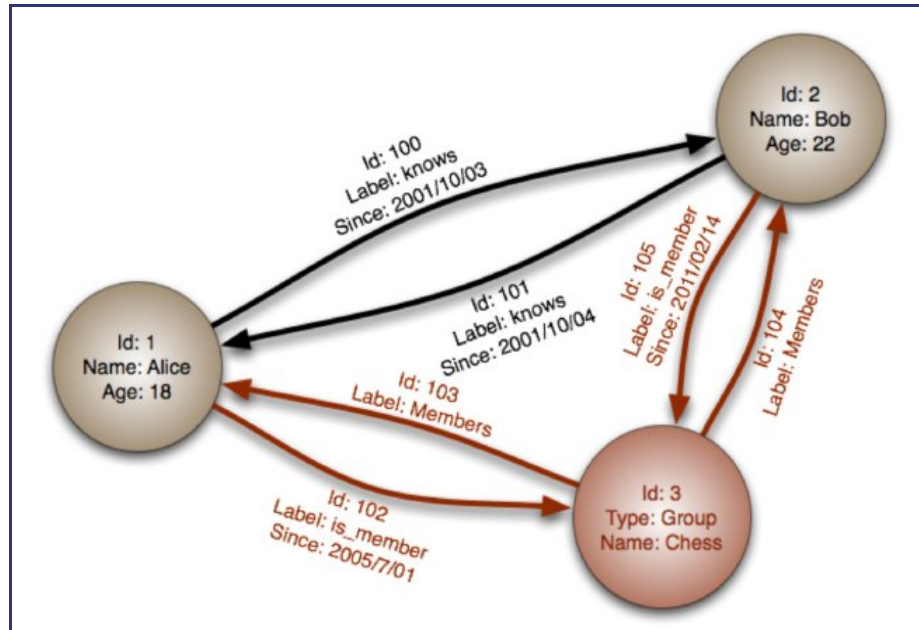 Id: 2
Name: Bob
Age: 22
Id: 100
Label: knows
Since: 2001/10/03
Id: 101
Label: knows
Since: 2001/10/04
Id: 105
Label: is_member
Since: 2011/02/14
Id: 104
Label: Members
Id: 1
Name: Alice
Age: 18
Id: 103
Label: Members
Id: 102
Label: is_member
Since: 2005/7/01
Id: 3
Type: Group
Name: Chess